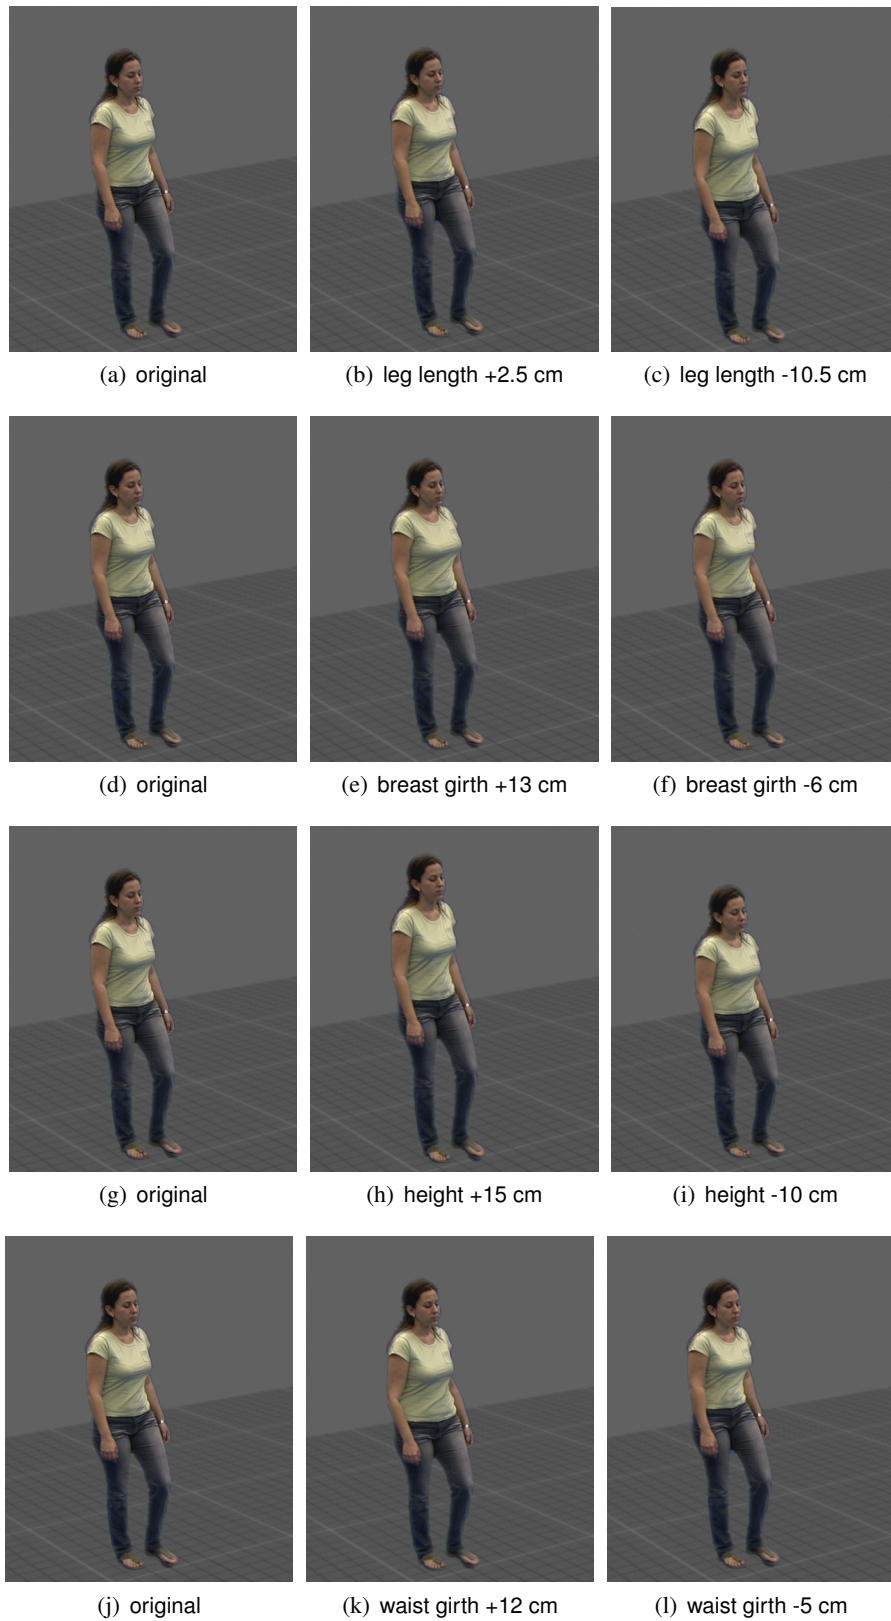 (a) original
(b) leg length +2.5 cm
(c) leg length -10.5 cm
(d) original
(e) breast girth +13 cm
(f) breast girth -6 cm
(g) original
(h) height +15 cm
(i) height -10 cm
(j) original
(k) waist girth +12 cm
(l) waist girth -5 cm